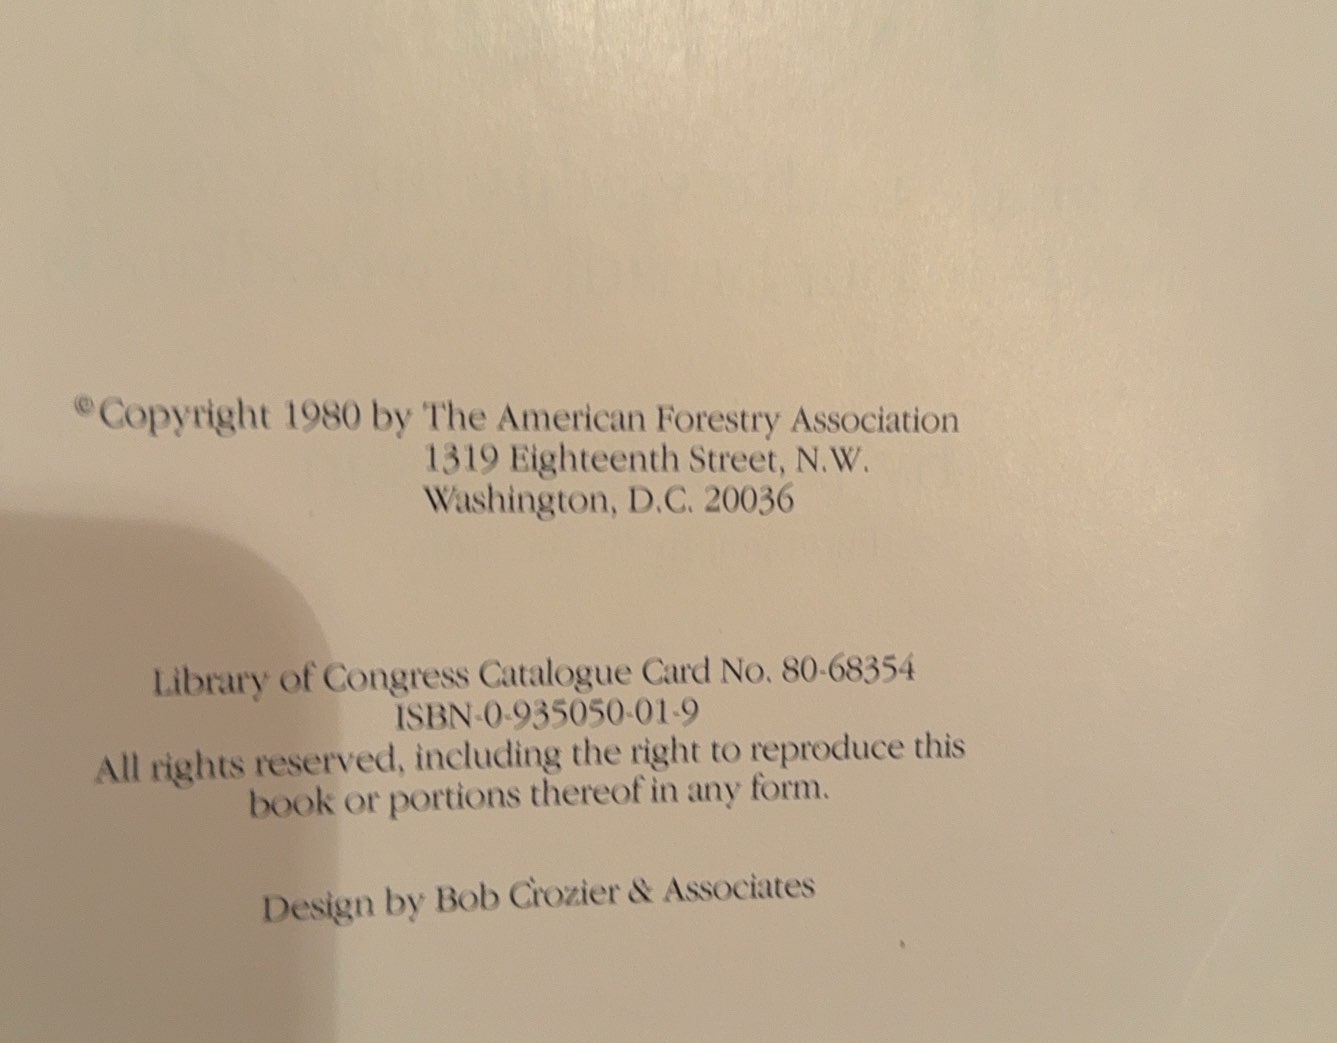 ©Copyright 1980 by The American Forestry Association
1319 Eighteenth Street, N.W.
Washington, D.C. 20036
Library of Congress Catalogue Card No. 80-68354
ISBN-0-935050-01-9
All rights reserved, including the right to reproduce this
book or portions thereof in any form.
Design by Bob Crozier & Associates